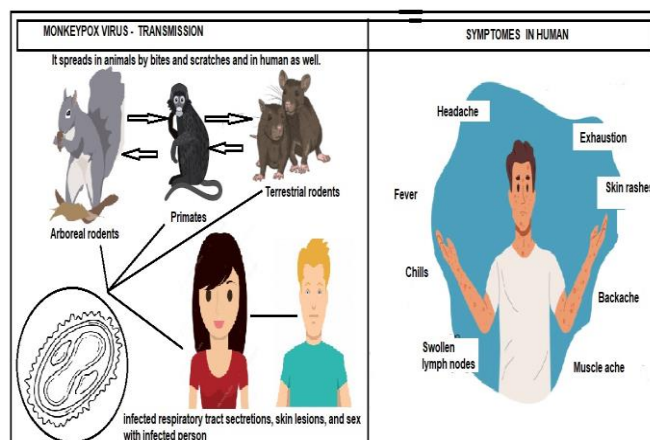 MONKEYPOX VIRUS - TRANSMISSION
It spreads in animals by bites and scratches and in human as well.
Arboreal rodents
Primates
Terrestrial rodents
infected respiratory tract sectretions, skin lesions, and sex
with infected person
SYMPTOMES IN HUMAN
Headache
Exhaustion
Skin rashes
Fever
Chills
Backache
Swollen
lymph nodes
Muscle ache